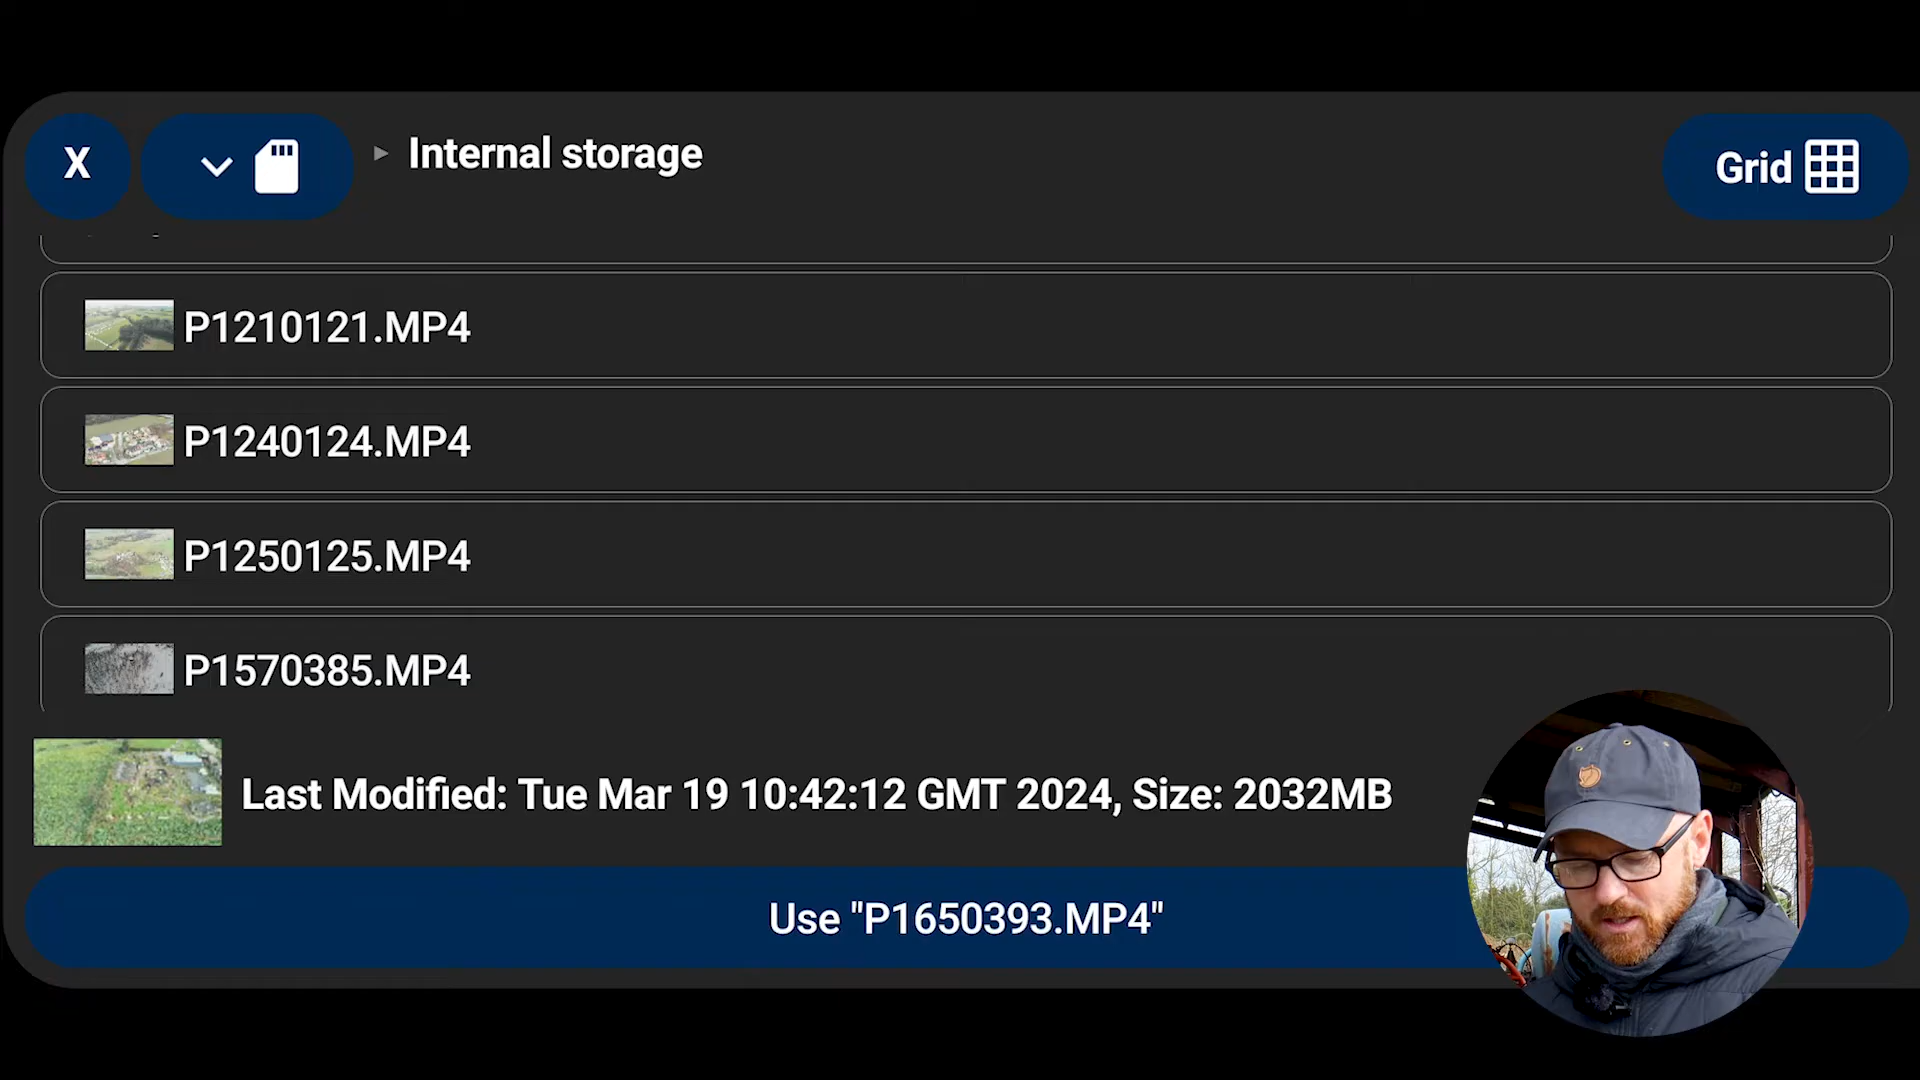 X
Internal storage
Grid
P1210121.MP4
P1240124.MP4
P1250125.MP4
P1570385.MP4
Last Modified: Tue Mar 19 10:42:12 GMT 2024, Size: 2032MB
Use "P1650393.MP4"